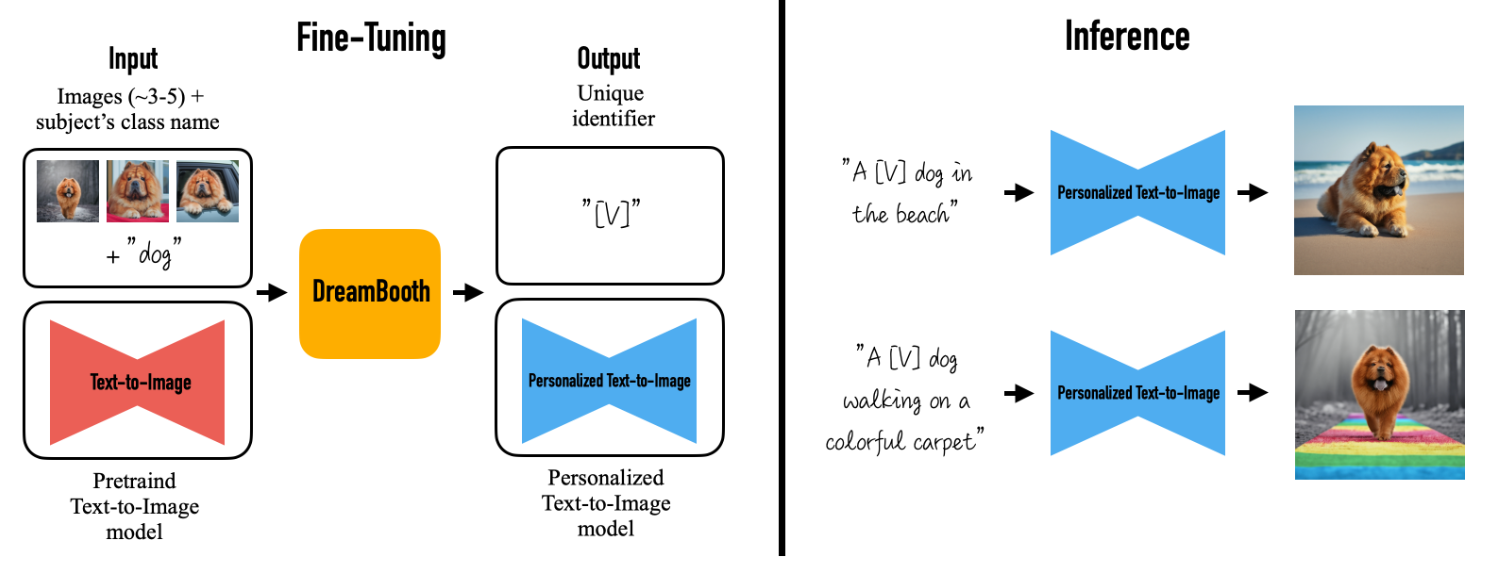 Fine-Tuning
Input
Images (~3-5) +
subject's class name
+ "dog"
Text-to-Image
Pretraind
Text-to-Image
model
DreamBooth
Output
Unique
identifier
"[V]"
Personalized Text-to-Image
Personalized
Text-to-Image
model
Inference
"A [V] dog in
the beach"
Personalized Text-to-Image
"A [V] dog
walking on a
colorful carpet"
Personalized Text-to-Image